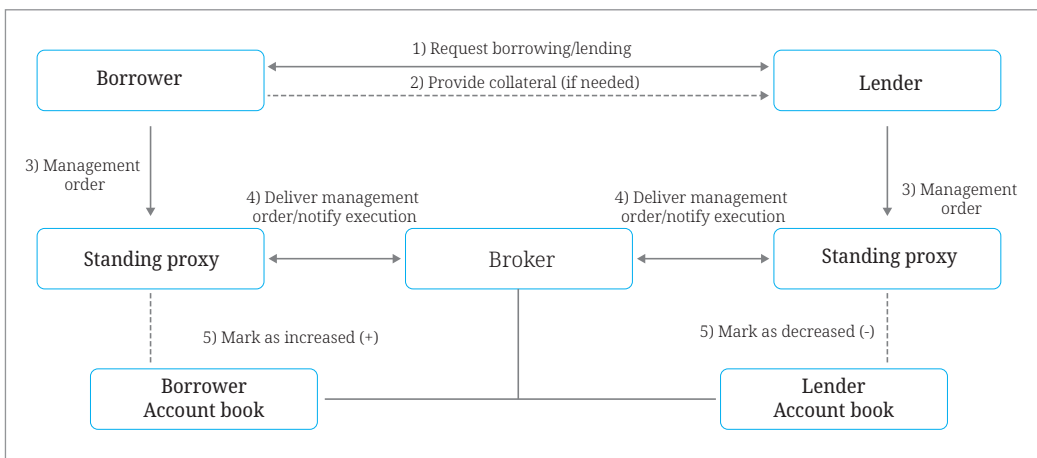 1) Request borrowing/lending
Borrower
2) Provide collateral (if needed)
Lender
3) Management
order
3) Management
order
4) Deliver management
order/notify execution
4) Deliver management
order/notify execution
Standing proxy
Broker
Standing proxy
5) Mark as increased (+)
5) Mark as decreased (-)
Borrower
Account book
Lender
Account book